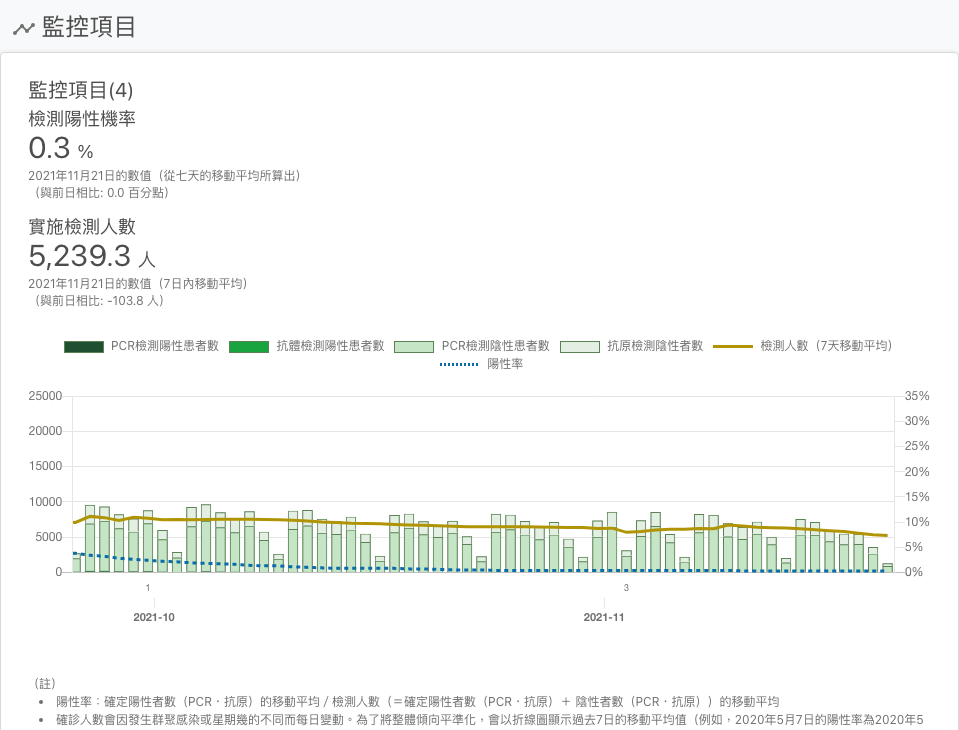 監控項目
監控項目(4)
檢測陽性機率
0.3 %
2021年11月21日的數值（從七天的移動平均所算出）
（與前日相比: 0.0 百分點）
實施檢測人數
5,239.3 人
2021年11月21日的數值（7日內移動平均）
（與前日相比: -103.8 人）
PCR檢測陽性患者數 抗體檢測陽性患者數 PCR檢測陰性患者數 抗原檢測陰性者數 檢測人數（7天移動平均）
陽性率
25000 35%
30%
20000
25%
15000 20%
15%
10000
10%
5000
5%
0 0%
1 3
2021-10 2021-11
（註）
• 陽性率：確定陽性者數（PCR・抗原）的移動平均 / 檢測人數（＝確定陽性者數（PCR・抗原）＋ 陰性者數（PCR・抗原））的移動平均
• 確診人數會因發生群聚感染或星期幾的不同而每日變動。為了將整體傾向平準化，會以折線圖顯示過去7日的移動平均值（例如，2020年5月7日的陽性率為2020年5